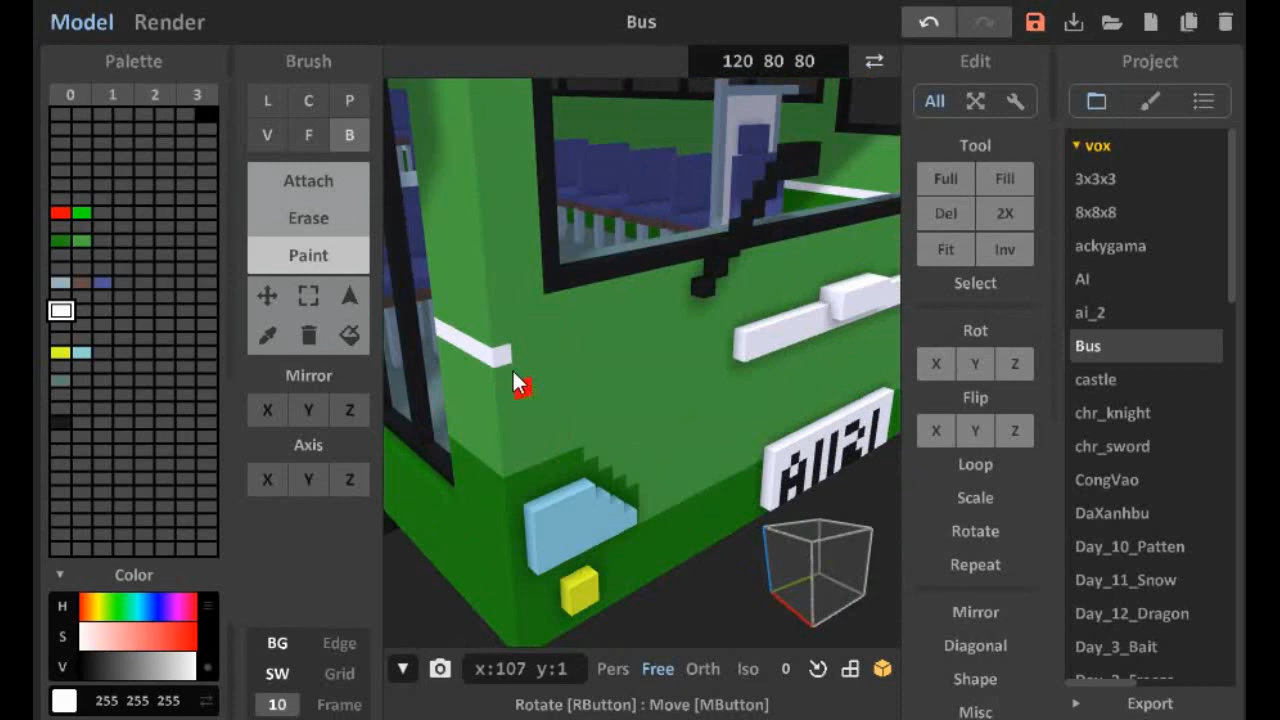 Model Render
Bus
Palette
Brush
120 80 80
Edit
Project
0 1 2 3
L C P
V F B
All
Attach
Erase
Paint
Tool
Full Fill
Del 2X
Fit Inv
Select
Mirror
X Y Z
Axis
X Y Z
Rot
X Y Z
Flip
X Y Z
Loop
Scale
Rotate
Repeat
Mirror
Diagonal
Shape
Misc
vox
3x3x3
8x8x8
ackygama
AI
ai_2
Bus
castle
chr_knight
chr_sword
CongVao
DaXanhbu
Day_10_Patten
Day_11_Snow
Day_12_Dragon
Day_3_Bait
Export
Color
H
S
V
255 255 255
BG Edge
SW Grid
10 Frame
x:107 y:1
Pers Free Orth Iso 0
Rotate [RButton] : Move [MButton]